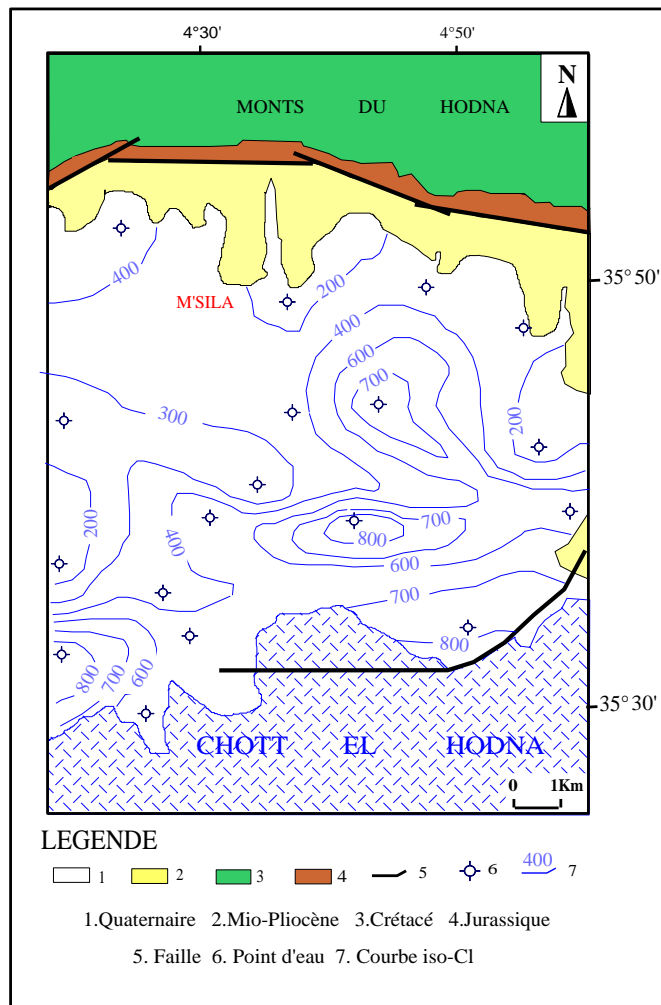 4°30' 4°50'
N
MONTS DU HODNA
35°50'
400
200
M'SILA
400
600
700
300
200
200
400
700
800
600
700
800
600
700
800
35°30'
CHOTT EL HODNA
0 1Km
LEGENDE
1 2 3 4 5 6 400 7
1.Quaternaire 2.Mio-Pliocène 3.Crétacé 4.Jurassique
5. Faille 6. Point d'eau 7. Courbe iso-Cl